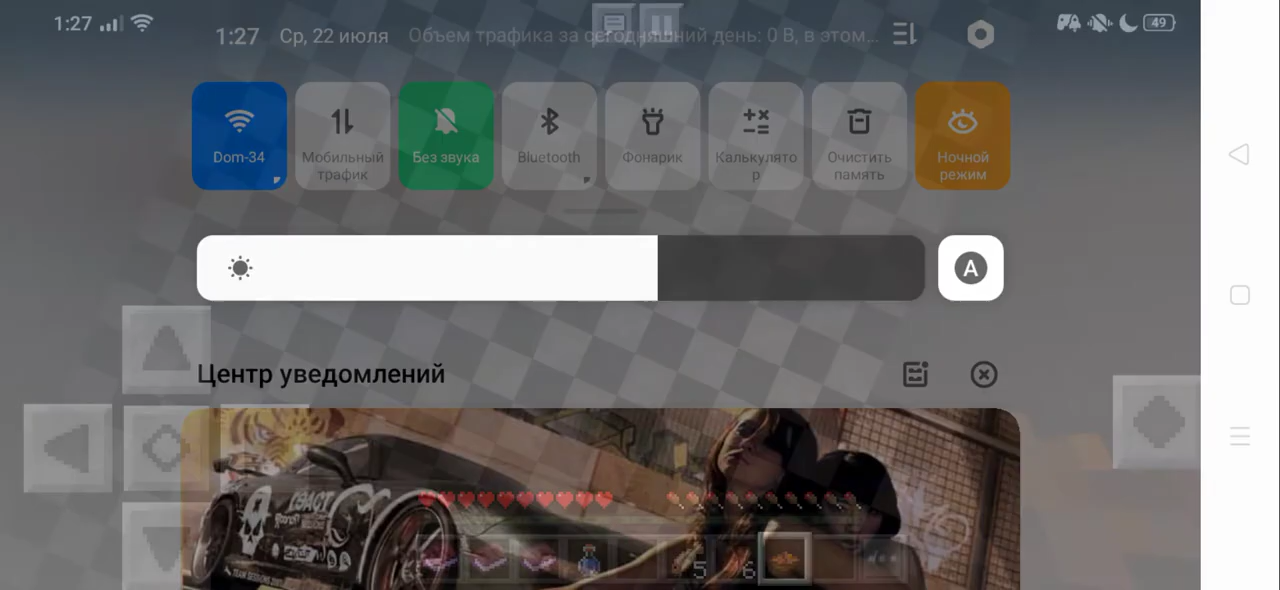 1:27
49
1:27 Ср, 22 июля Объем трафика за сегодняшний день: 0 В, в этом...
Dom-34
Мобильный
трафик
Без звука
Bluetooth
Фонарик
Калькулято
р
Очистить
память
Ночной
режим
A
Центр уведомлений
5
6